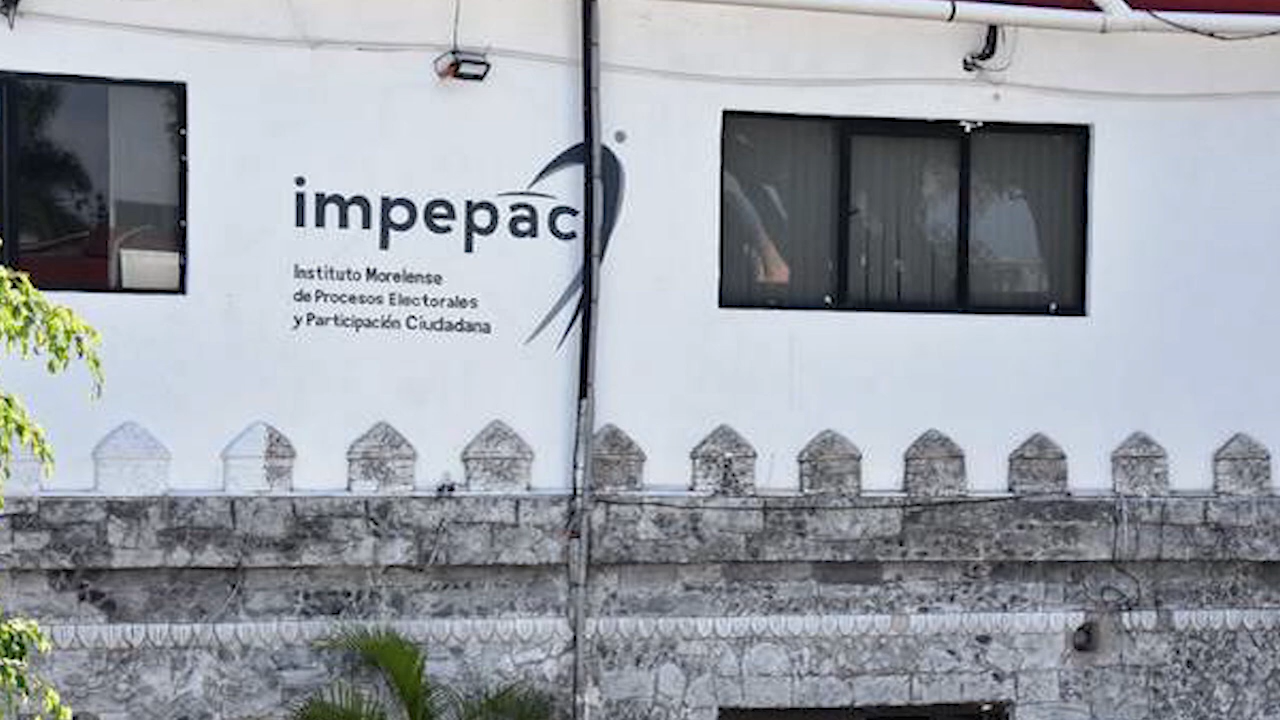 impepac
Instituto Morelense
de Procesos Electorales
y Participación Ciudadana